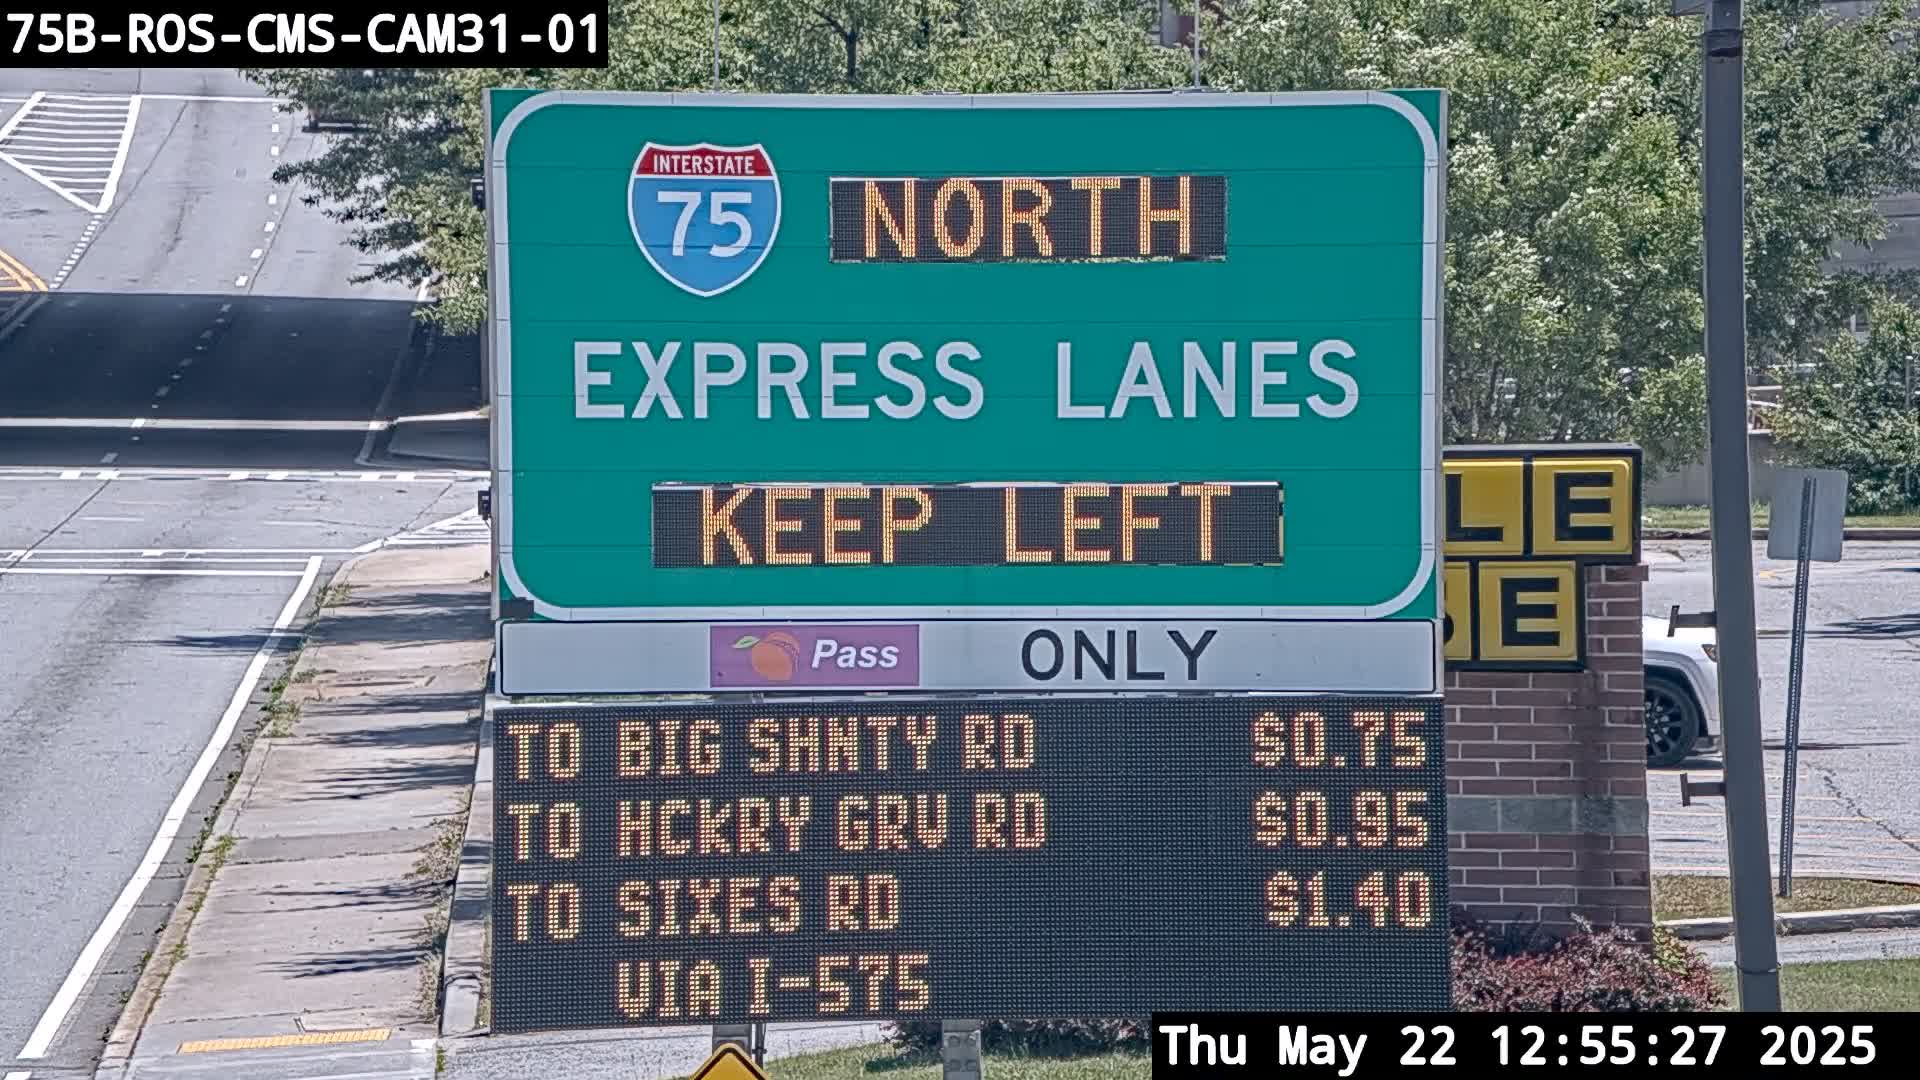 75B-ROS-CMS-CAM31-01
INTERSTATE
75
NORTH
EXPRESS LANES
KEEP LEFT
Pass ONLY
TO BIG SHNTY RD $0.75
TO HCKRY GRV RD $0.95
TO SIXES RD $1.40
VIA I-575
LE
E
Thu May 22 12:55:27 2025